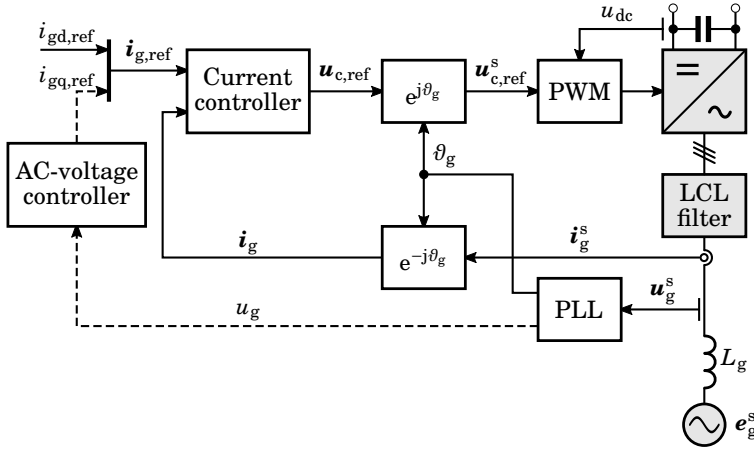 i_gd,ref
i_gq,ref
i_g,ref
Current
controller
u_c,ref
e^jϑ_g
u^s_c,ref
PWM
u_dc
=
~
AC-voltage
controller
ϑ_g
LCL
filter
i_g
e^−jϑ_g
i^s_g
u_g
PLL
u^s_g
L_g
e^s_g